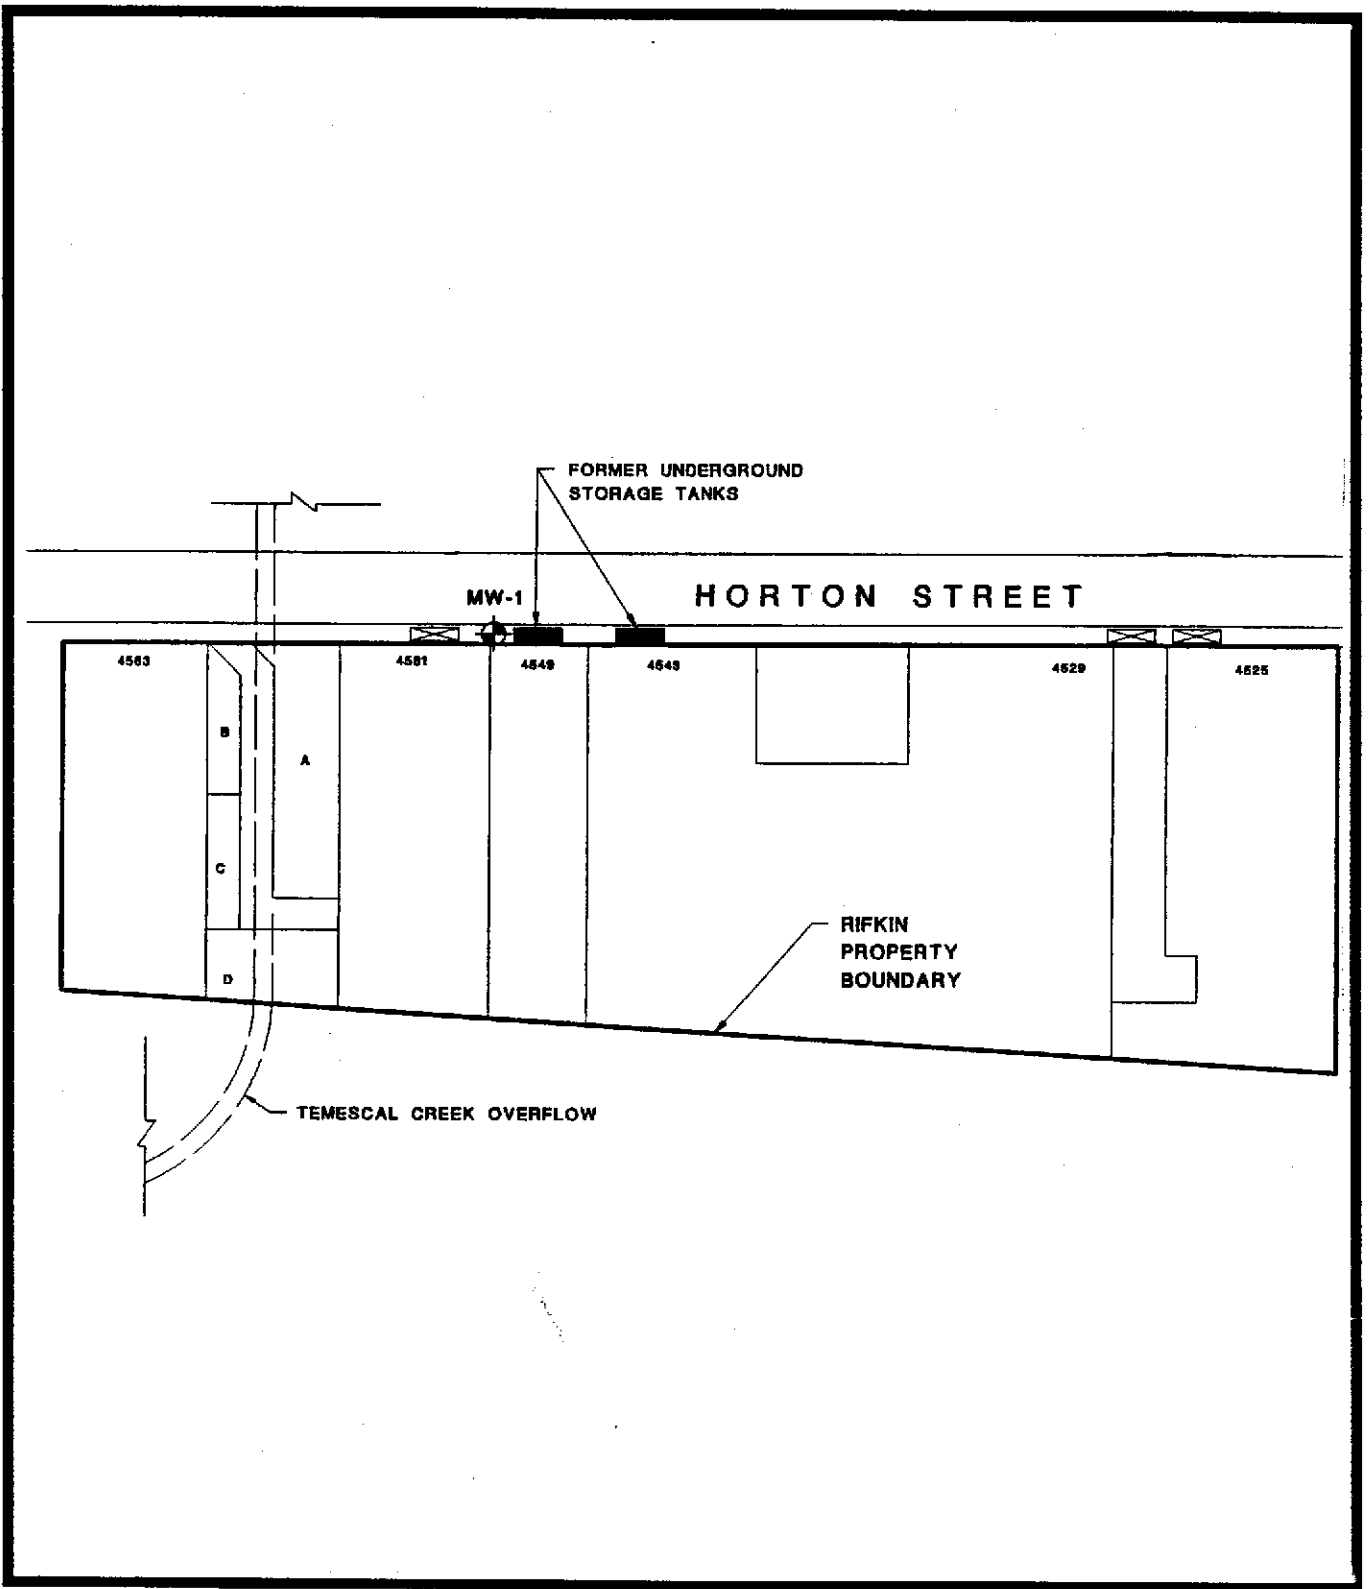 FORMER UNDERGROUND
STORAGE TANKS
MW-1
HORTON STREET
4563
4561
4549
4543
4529
4525
B
A
C
D
RIFKIN
PROPERTY
BOUNDARY
TEMESCAL CREEK OVERFLOW